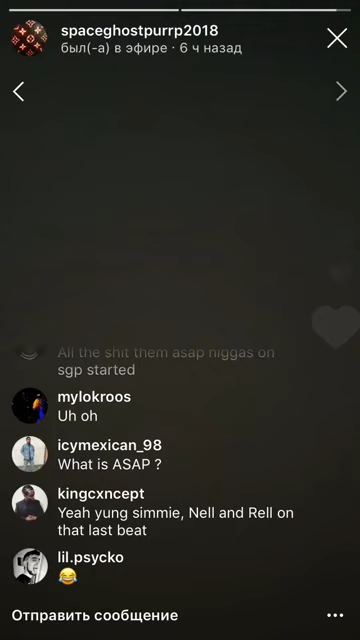 spaceghostpurrp2018
был(-а) в эфире · 6 ч назад
All the shit them asap niggas on
sgp started
mylokroos
Uh oh
icymexican_98
What is ASAP ?
kingcxncept
Yeah yung simmie, Nell and Rell on
that last beat
lil.psycko
😂
Отправить сообщение